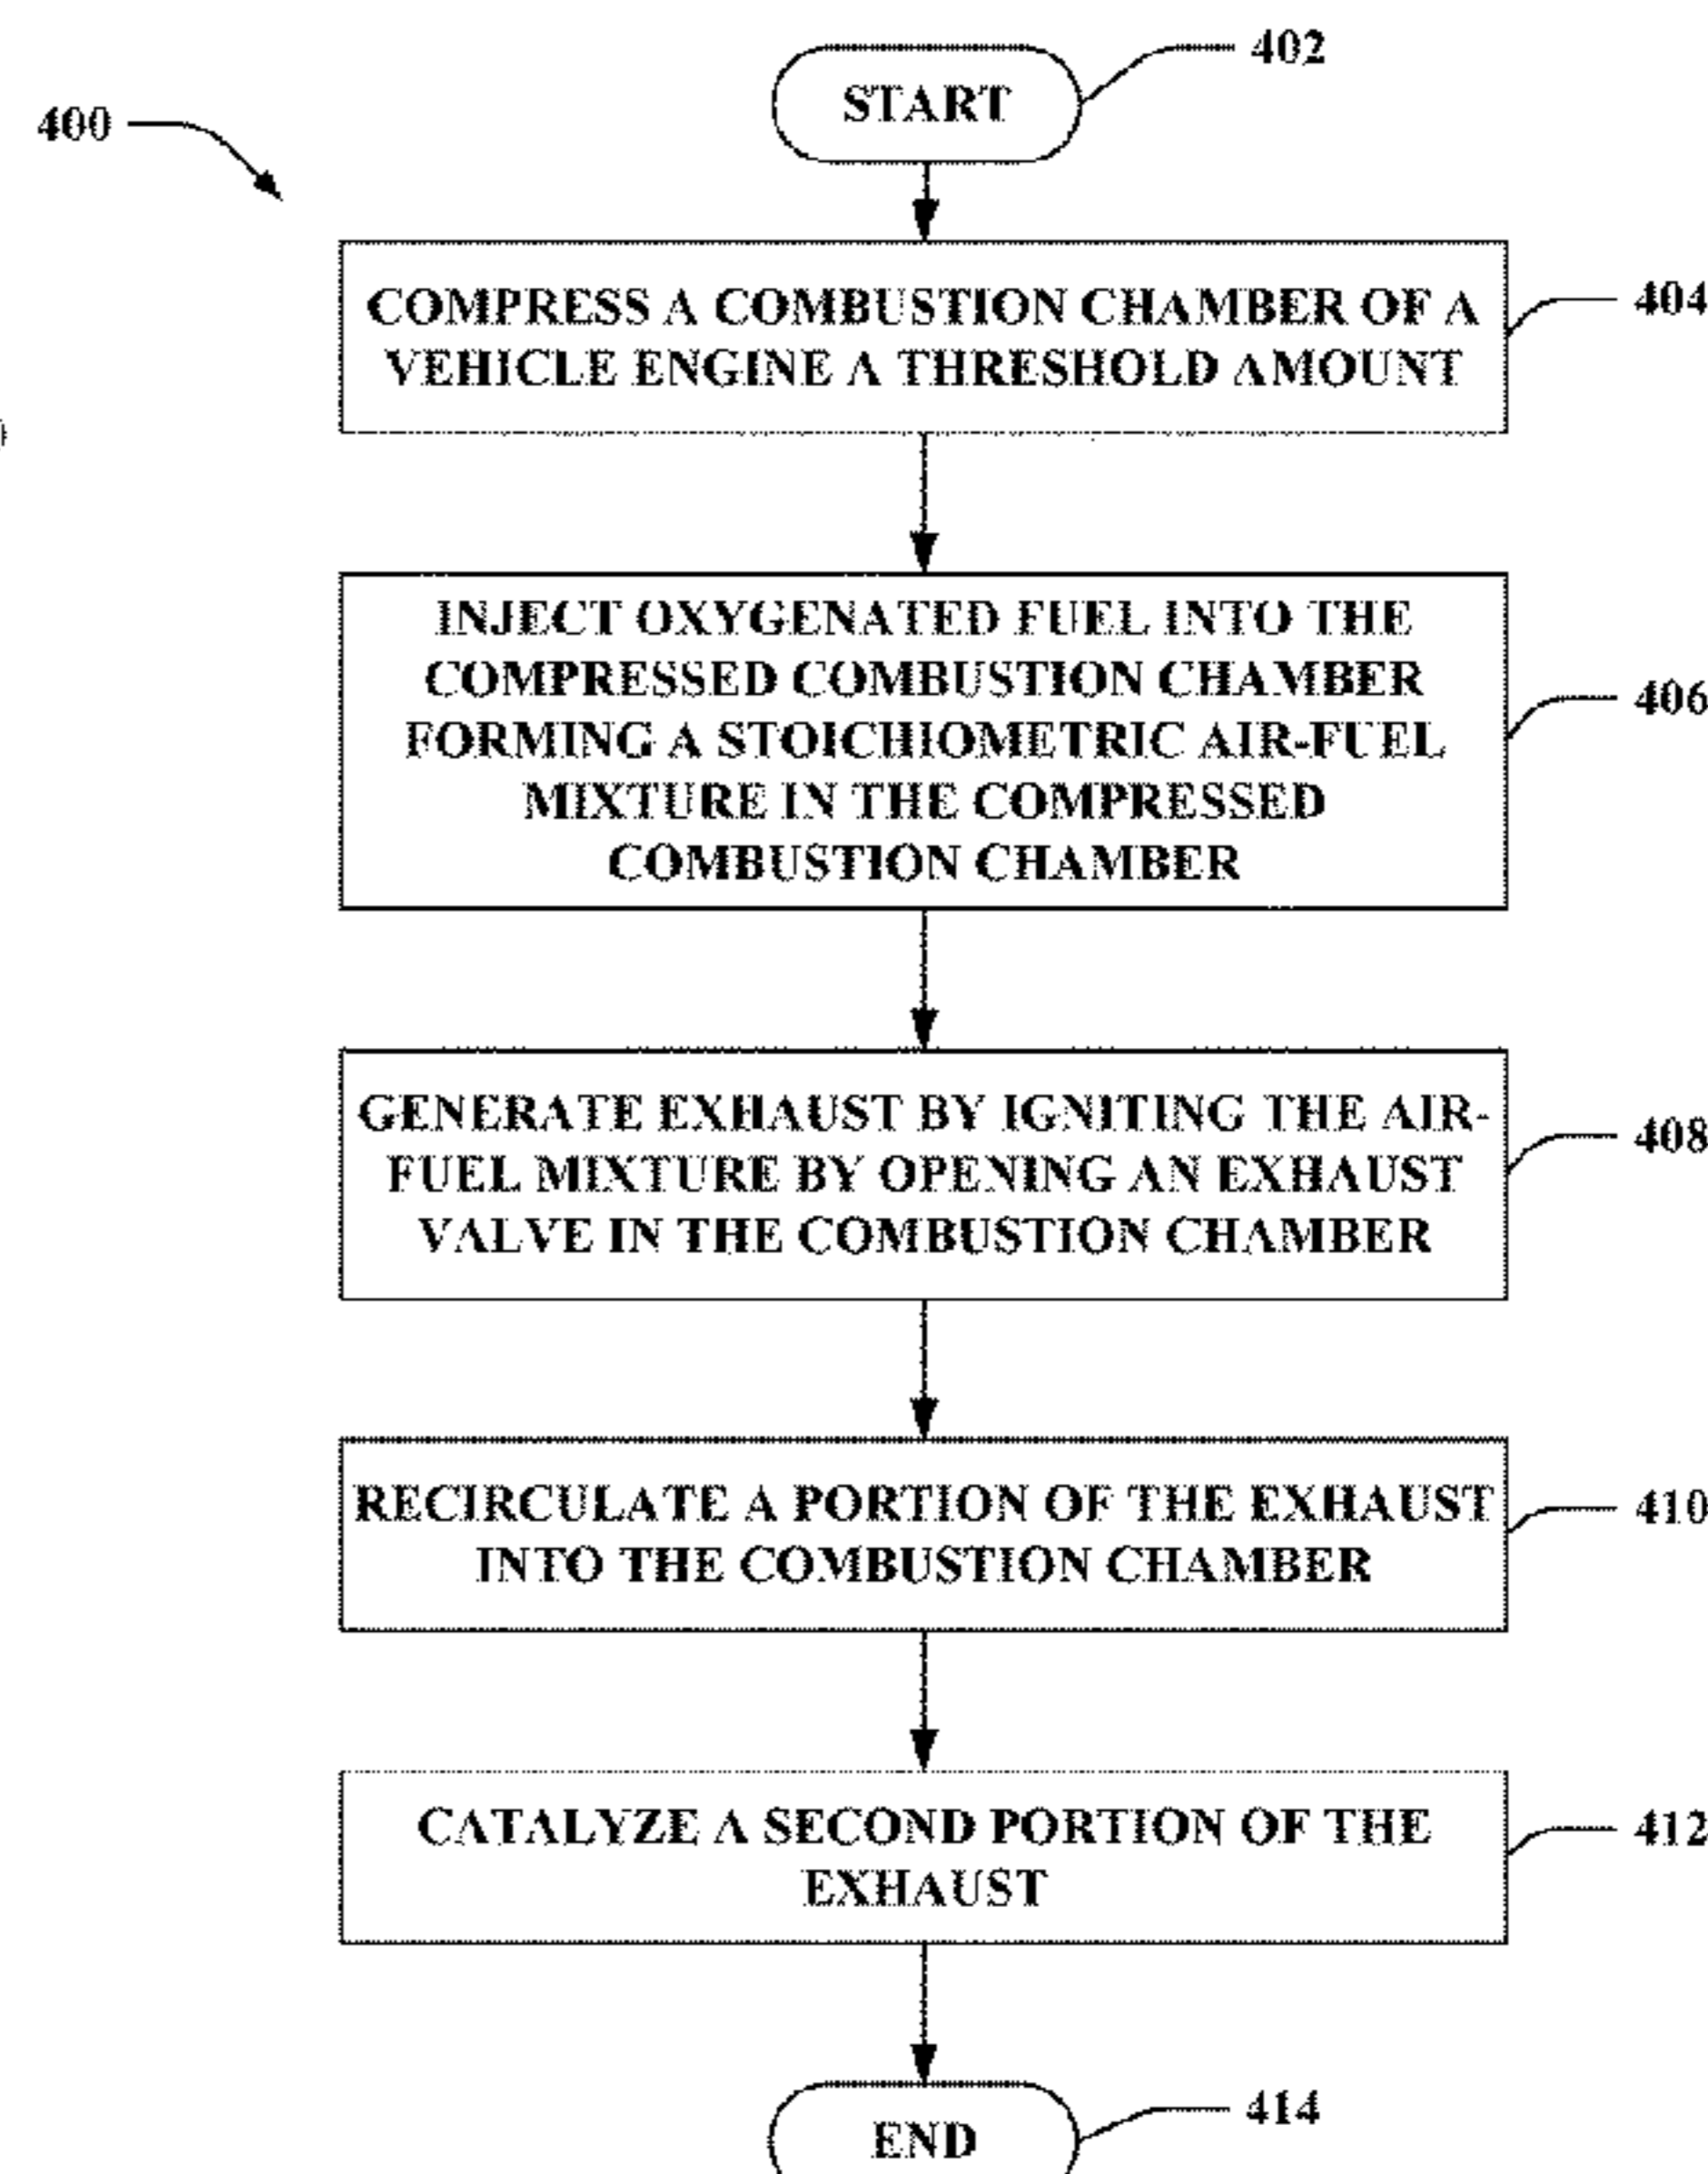 402
START
400
COMPRESS A COMBUSTION CHAMBER OF A
VEHICLE ENGINE A THRESHOLD AMOUNT
404
INJECT OXYGENATED FUEL INTO THE
COMPRESSED COMBUSTION CHAMBER
FORMING A STOICHIOMETRIC AIR-FUEL
MIXTURE IN THE COMPRESSED
COMBUSTION CHAMBER
406
GENERATE EXHAUST BY IGNITING THE AIR-
FUEL MIXTURE BY OPENING AN EXHAUST
VALVE IN THE COMBUSTION CHAMBER
408
RECIRCULATE A PORTION OF THE EXHAUST
INTO THE COMBUSTION CHAMBER
410
CATALYZE A SECOND PORTION OF THE
EXHAUST
412
END
414